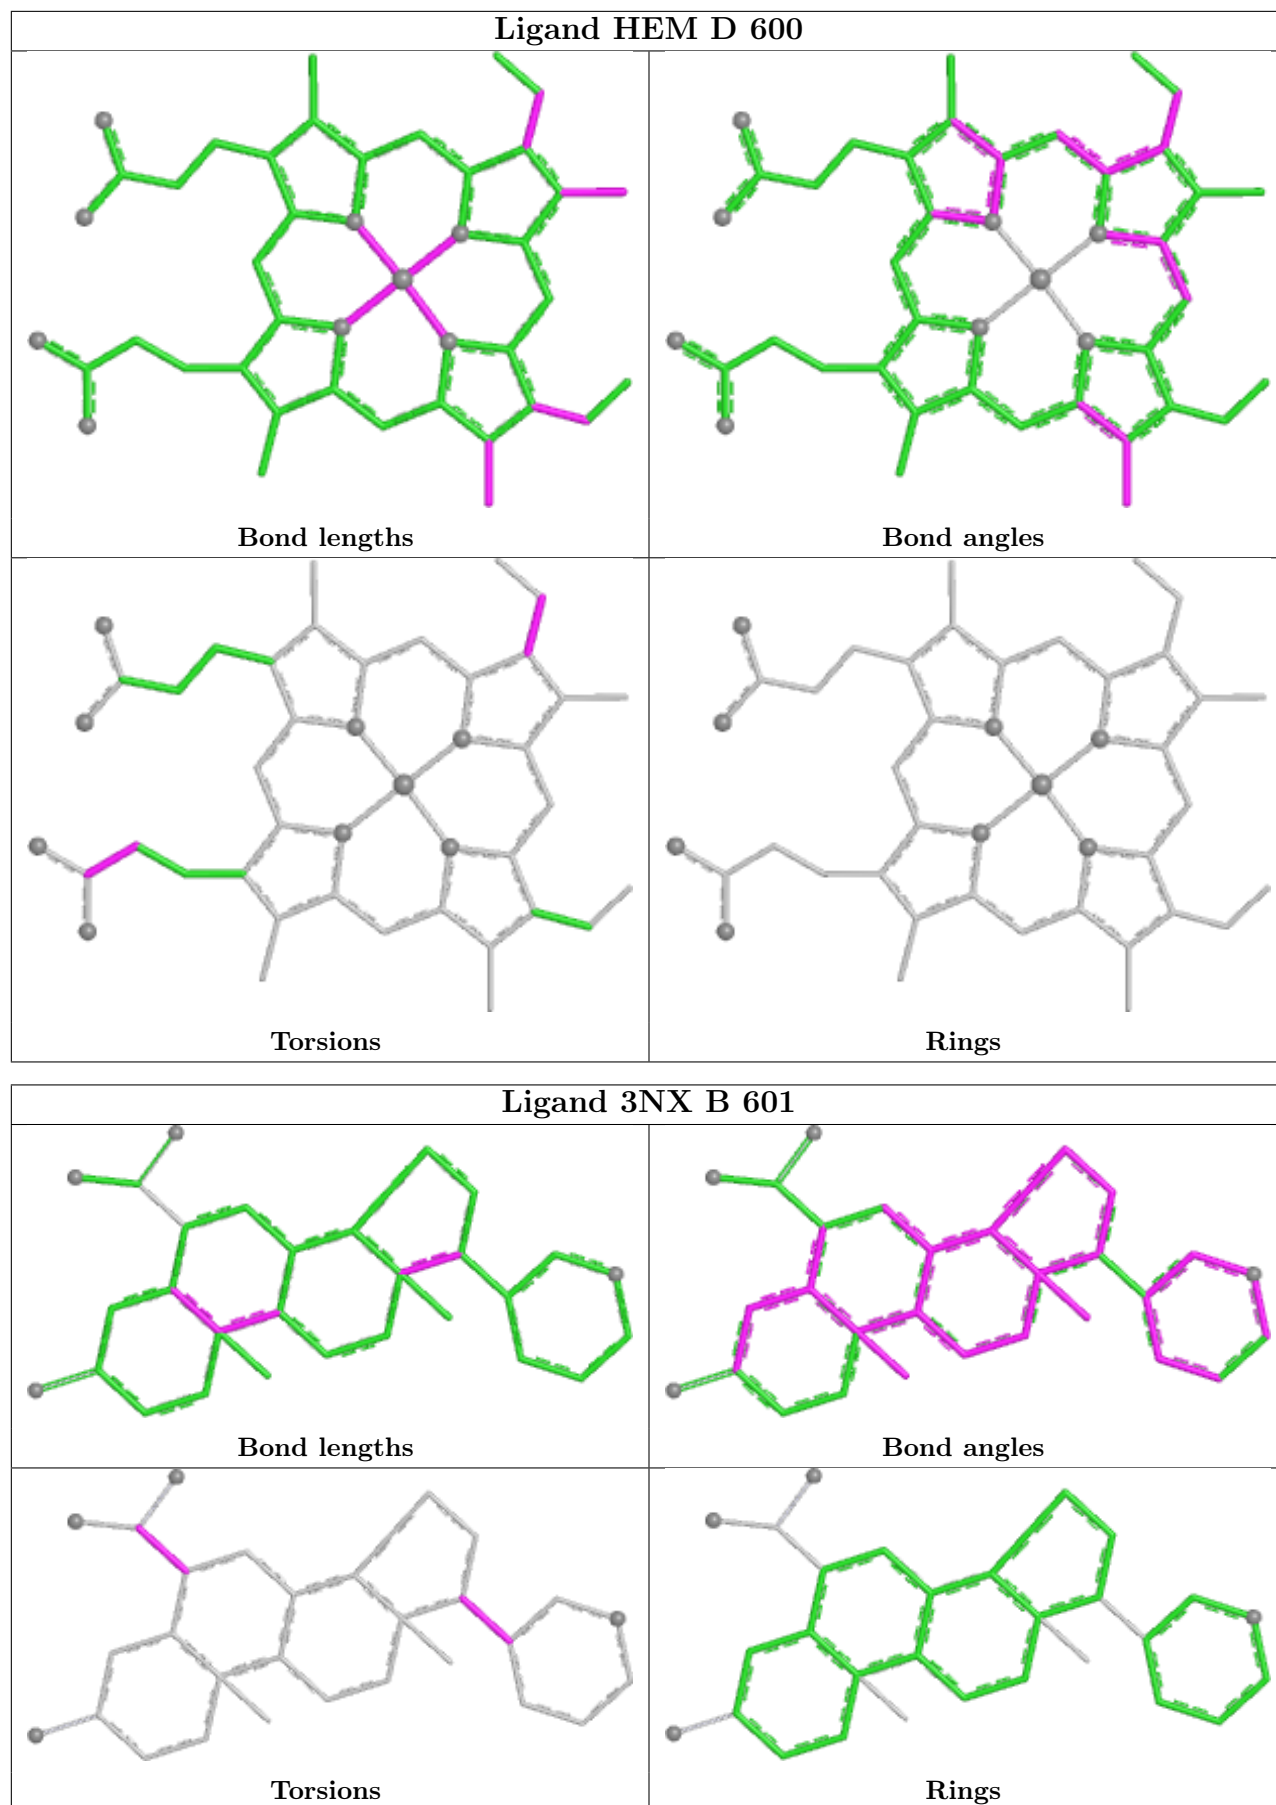 Ligand HEM D 600
Bond lengths
Bond angles
Torsions
Rings
Ligand 3NX B 601
Bond lengths
Bond angles
Torsions
Rings